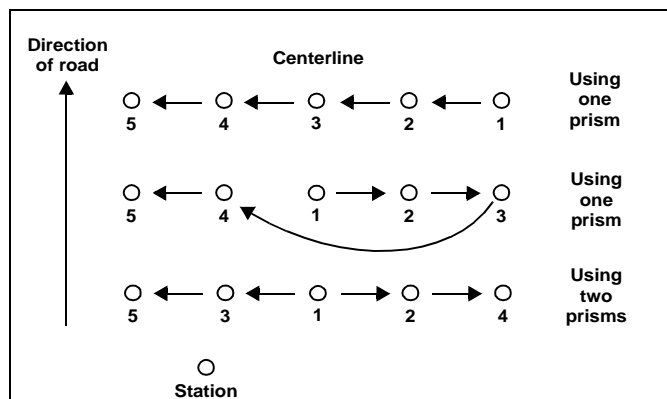 Direction
of road
Centerline
5 4 3 2 1
Using
one
prism
5 4 1 2 3
Using
one
prism
5 3 1 2 4
Using
two
prisms
Station